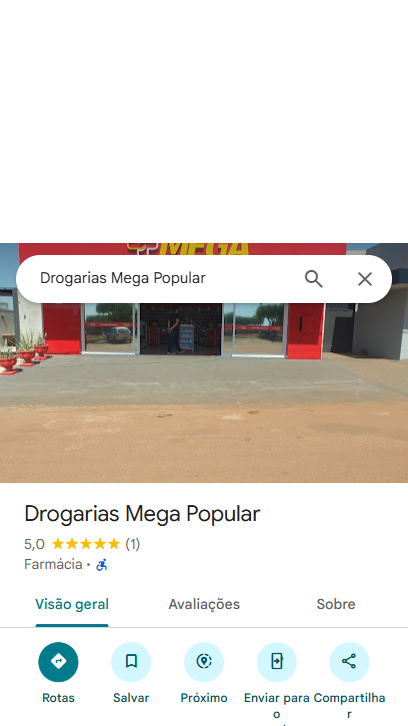 MEGA
Drogarias Mega Popular
Drogarias Mega Popular
5,0 (1)
Farmácia ·
Visão geral Avaliações Sobre
Rotas Salvar Próximo Enviar para o Compartilhar